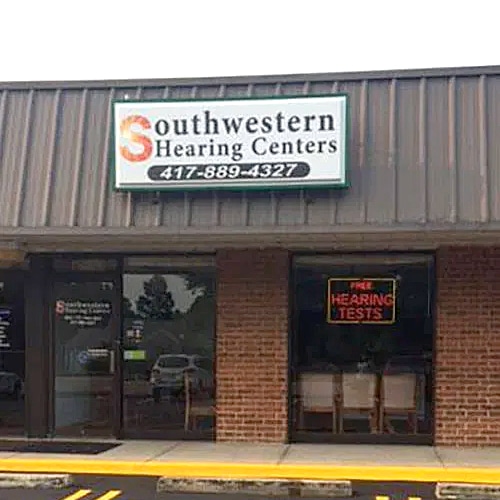 Southwestern
Hearing Centers
417-889-4327
FREE
HEARING
TESTS
Southwestern
Hearing Centers